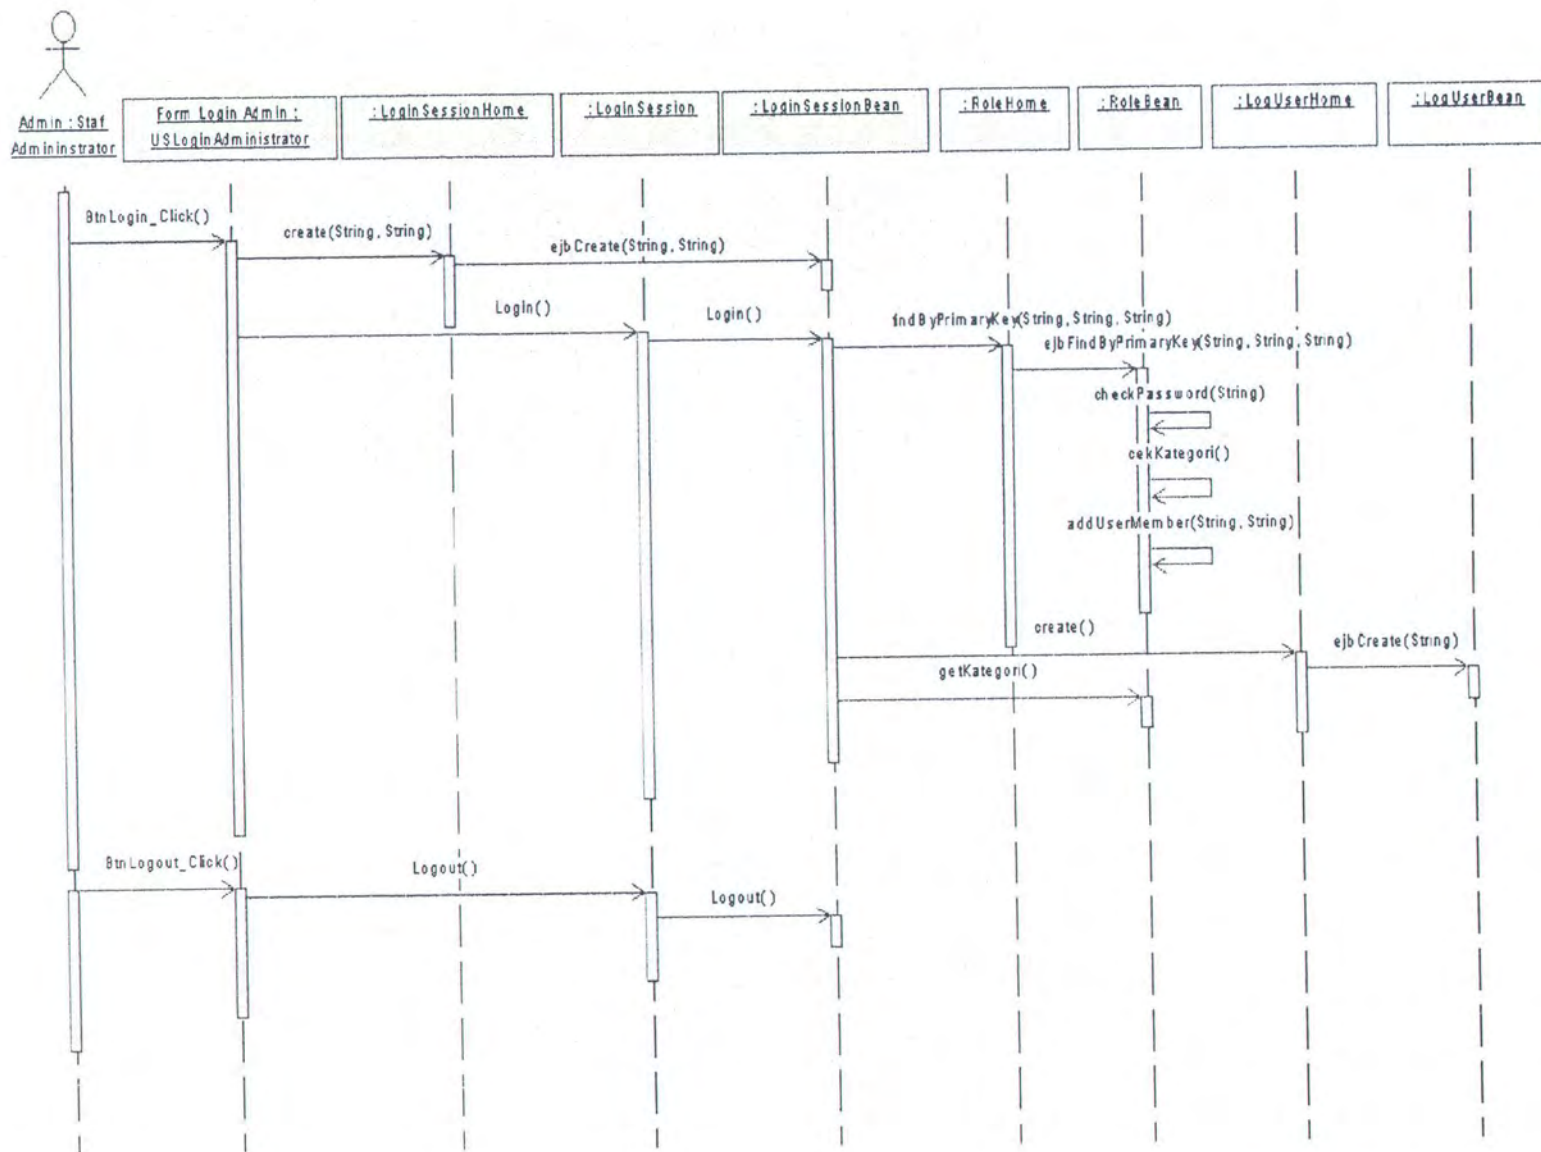 Admin : Staf
Admininstrator
Form Login Admin :
USLoginAdministrator
: LoginSessionHome
: LoginSession
: LoginSessionBean
: RoleHome
: RoleBean
: LogUserHome
: LogUserBean
BtnLogin_Click()
create(String, String)
ejbCreate(String, String)
Login()
Login()
findByPrimaryKey(String, String, String)
ejbFindByPrimaryKey(String, String, String)
checkPassword(String)
cekKategori()
addUserMember(String, String)
create()
ejbCreate(String)
getKategori()
BtnLogout_Click()
Logout()
Logout()